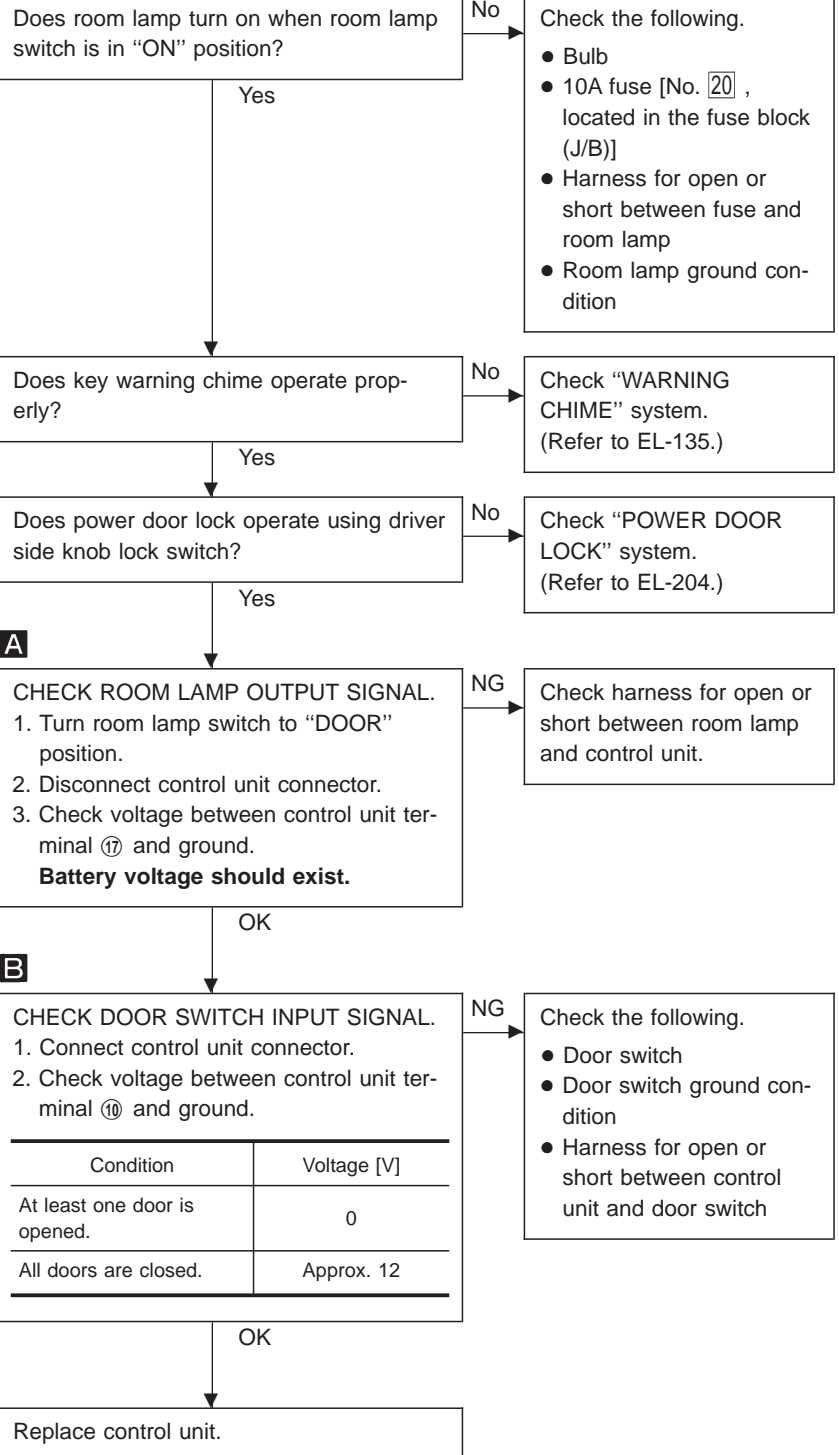 Does room lamp turn on when room lamp
switch is in ‘‘ON’’ position?
No
Check the following.
● Bulb
● 10A fuse [No. 20 ,
located in the fuse block
(J/B)]
● Harness for open or
short between fuse and
room lamp
● Room lamp ground con-
dition
Yes
Does key warning chime operate prop-
erly?
No
Check ‘‘WARNING
CHIME’’ system.
(Refer to EL-135.)
Yes
Does power door lock operate using driver
side knob lock switch?
No
Check ‘‘POWER DOOR
LOCK’’ system.
(Refer to EL-204.)
Yes
A
CHECK ROOM LAMP OUTPUT SIGNAL.
1. Turn room lamp switch to ‘‘DOOR’’
position.
2. Disconnect control unit connector.
3. Check voltage between control unit ter-
minal ⑰ and ground.
Battery voltage should exist.
NG
Check harness for open or
short between room lamp
and control unit.
OK
B
CHECK DOOR SWITCH INPUT SIGNAL.
1. Connect control unit connector.
2. Check voltage between control unit ter-
minal ⑩ and ground.
Condition Voltage [V]
At least one door is
opened.
0
All doors are closed. Approx. 12
NG
Check the following.
● Door switch
● Door switch ground con-
dition
● Harness for open or
short between control
unit and door switch
OK
Replace control unit.